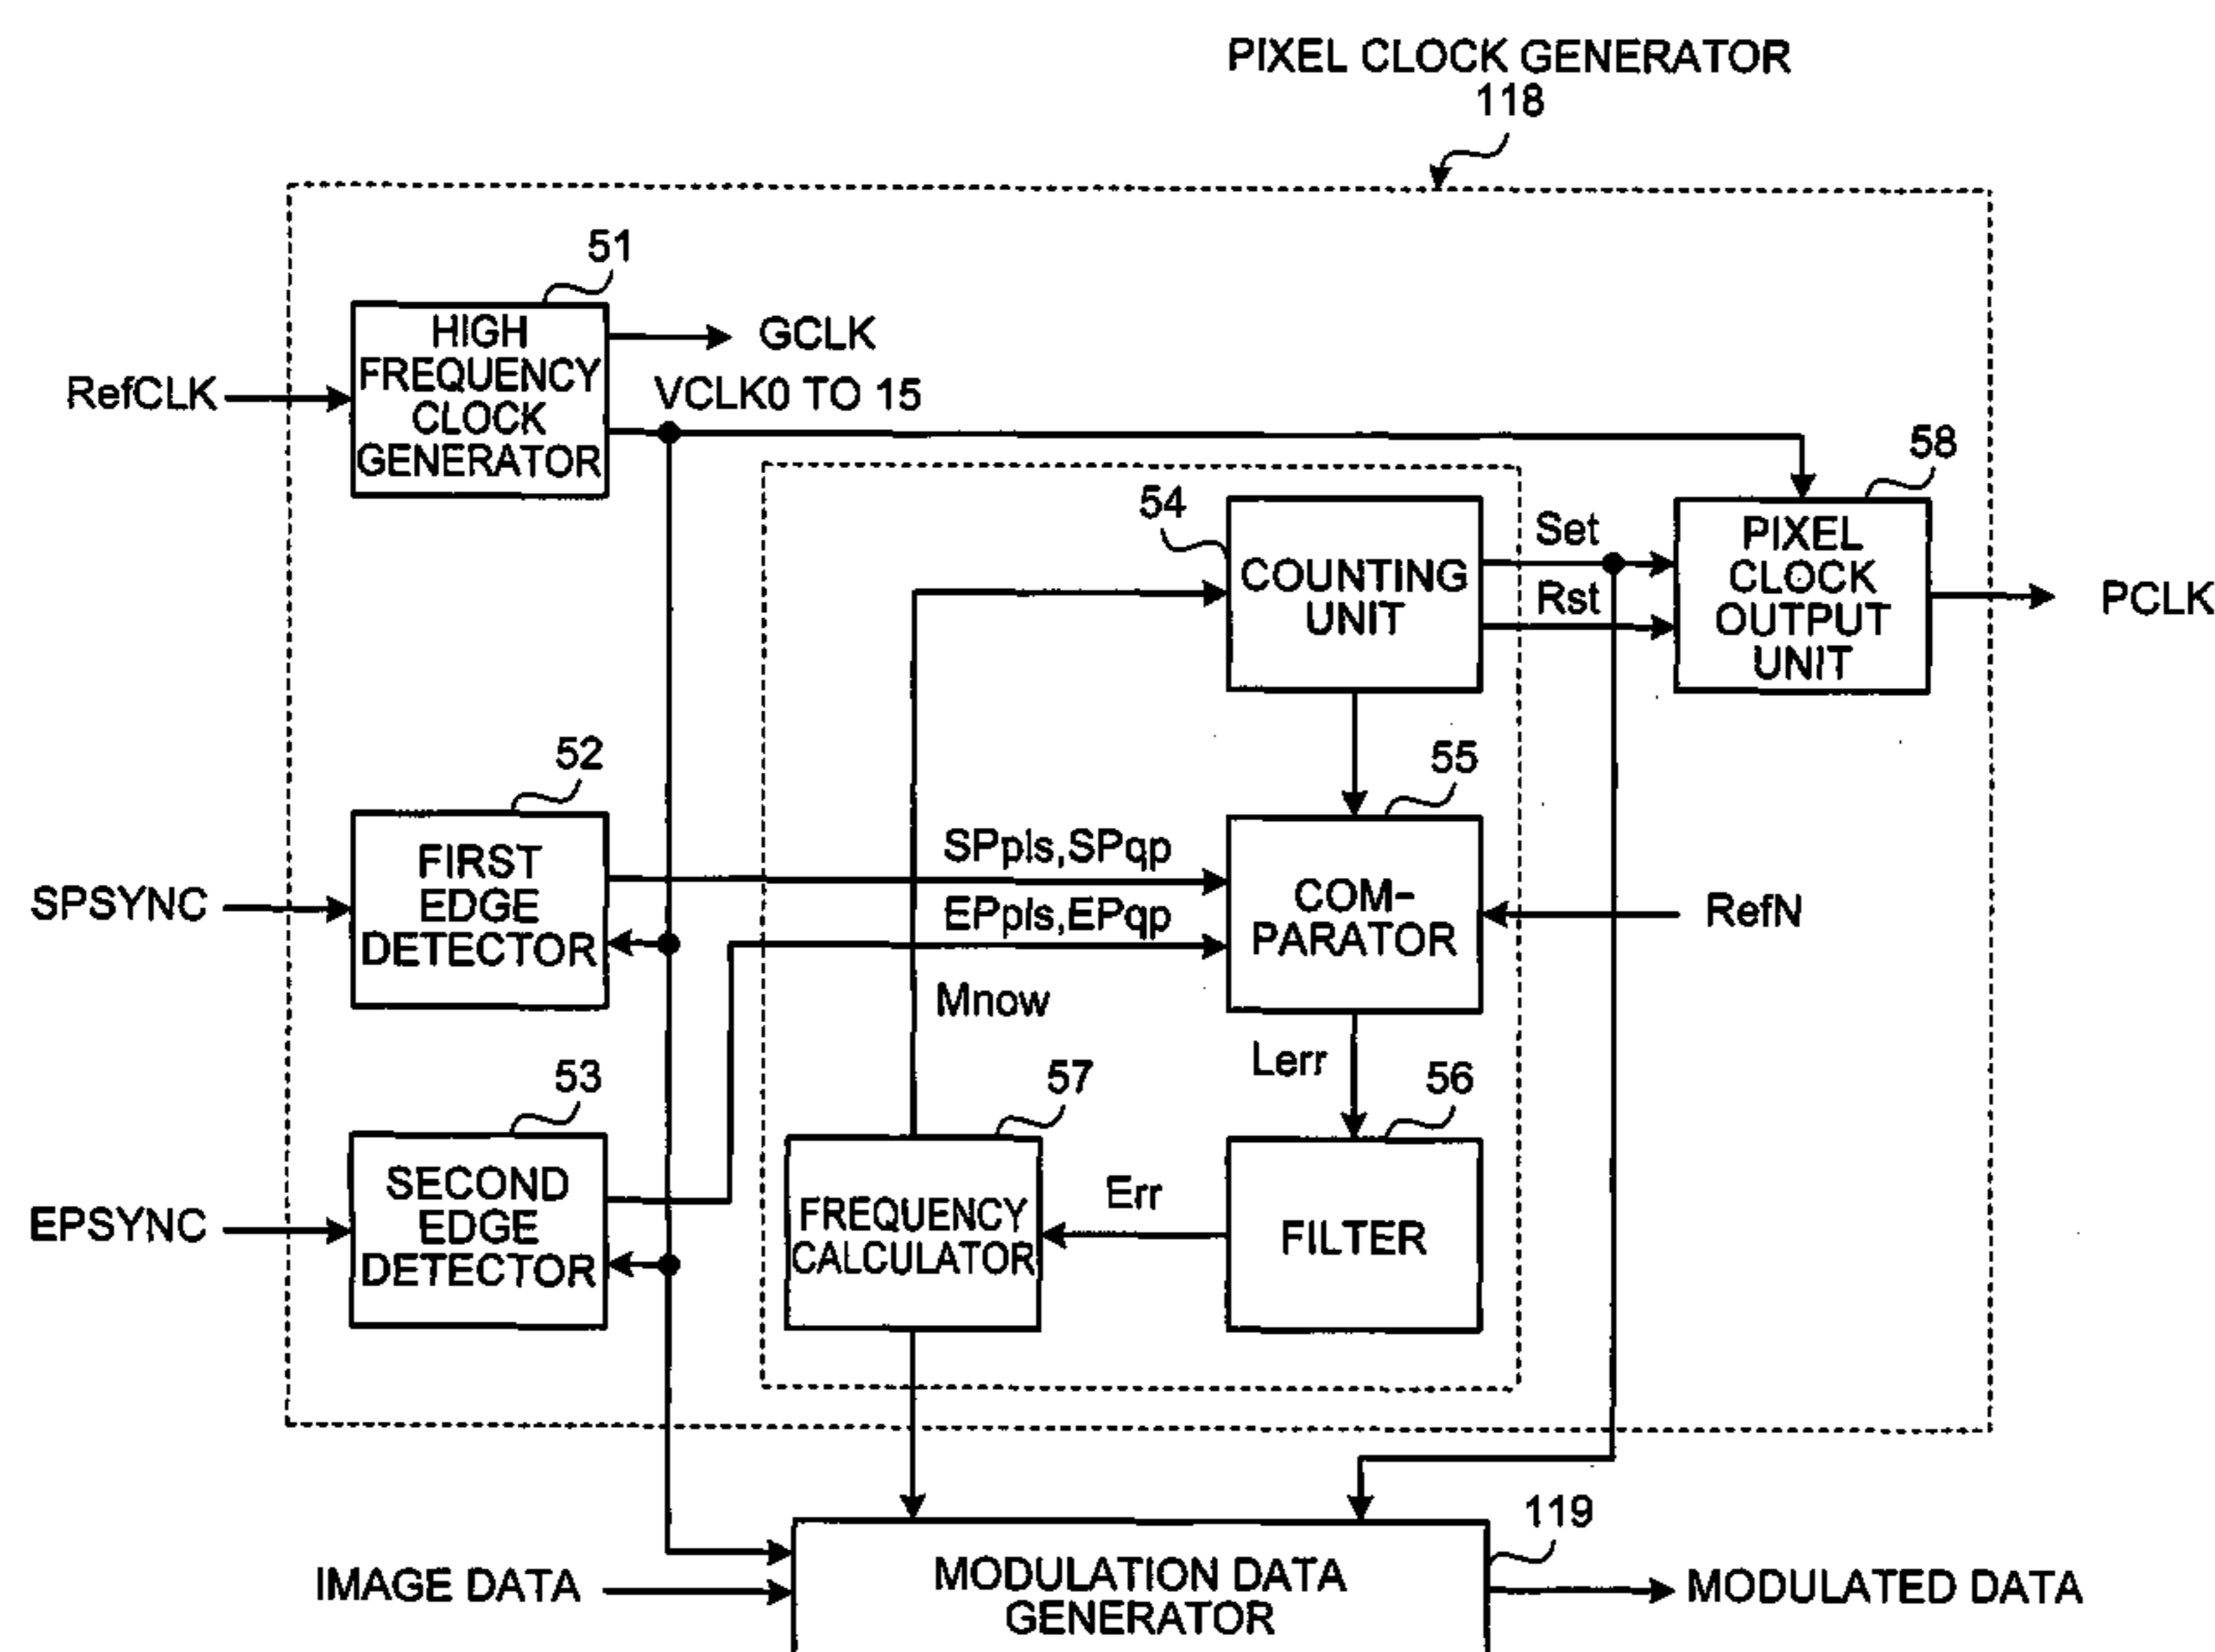 PIXEL CLOCK GENERATOR
118
51
HIGH
FREQUENCY
CLOCK
GENERATOR
GCLK
RefCLK
VCLK0 TO 15
58
54
Set
PIXEL
CLOCK
OUTPUT
UNIT
COUNTING
UNIT
Rst
PCLK
52
55
FIRST
EDGE
DETECTOR
SPpls,SPqp
EPpls,EPqp
COM-
PARATOR
SPSYNC
RefN
Mnow
53
57
Lerr
56
SECOND
EDGE
DETECTOR
Err
FREQUENCY
CALCULATOR
FILTER
EPSYNC
119
IMAGE DATA
MODULATION DATA
GENERATOR
MODULATED DATA